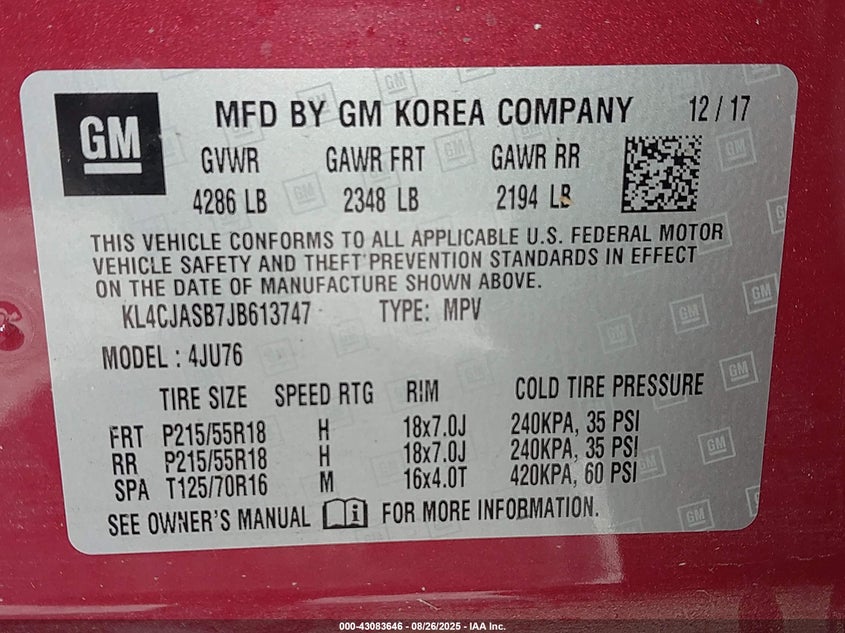 GM
MFD BY GM KOREA COMPANY 12 / 17
GVWR GAWR FRT GAWR RR
4286 LB 2348 LB 2194 LB
THIS VEHICLE CONFORMS TO ALL APPLICABLE U.S. FEDERAL MOTOR
VEHICLE SAFETY AND THEFT PREVENTION STANDARDS IN EFFECT
ON THE DATE OF MANUFACTURE SHOWN ABOVE.
KL4CJASB7JB613747 TYPE: MPV
MODEL : 4JU76
TIRE SIZE SPEED RTG RIM COLD TIRE PRESSURE
FRT P215/55R18 H 18x7.0J 240KPA, 35 PSI
RR P215/55R18 H 18x7.0J 240KPA, 35 PSI
SPA T125/70R16 M 16x4.0T 420KPA, 60 PSI
SEE OWNER'S MANUAL i FOR MORE INFORMATION.
000-43083646 - 08/26/2025 - IAA Inc.